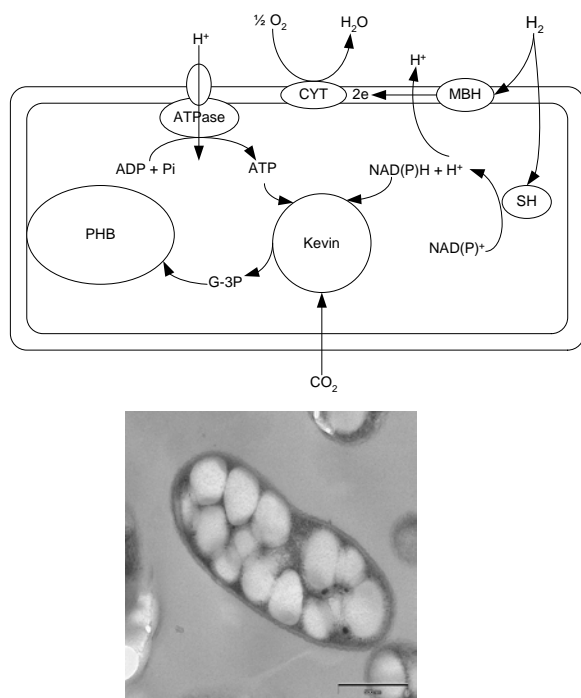 ½ O₂
H₂O
H⁺
H⁺
H₂
CYT
2e
MBH
ATPase
ADP + Pi
ATP
NAD(P)H + H⁺
SH
PHB
Kevin
NAD(P)⁺
G-3P
CO₂